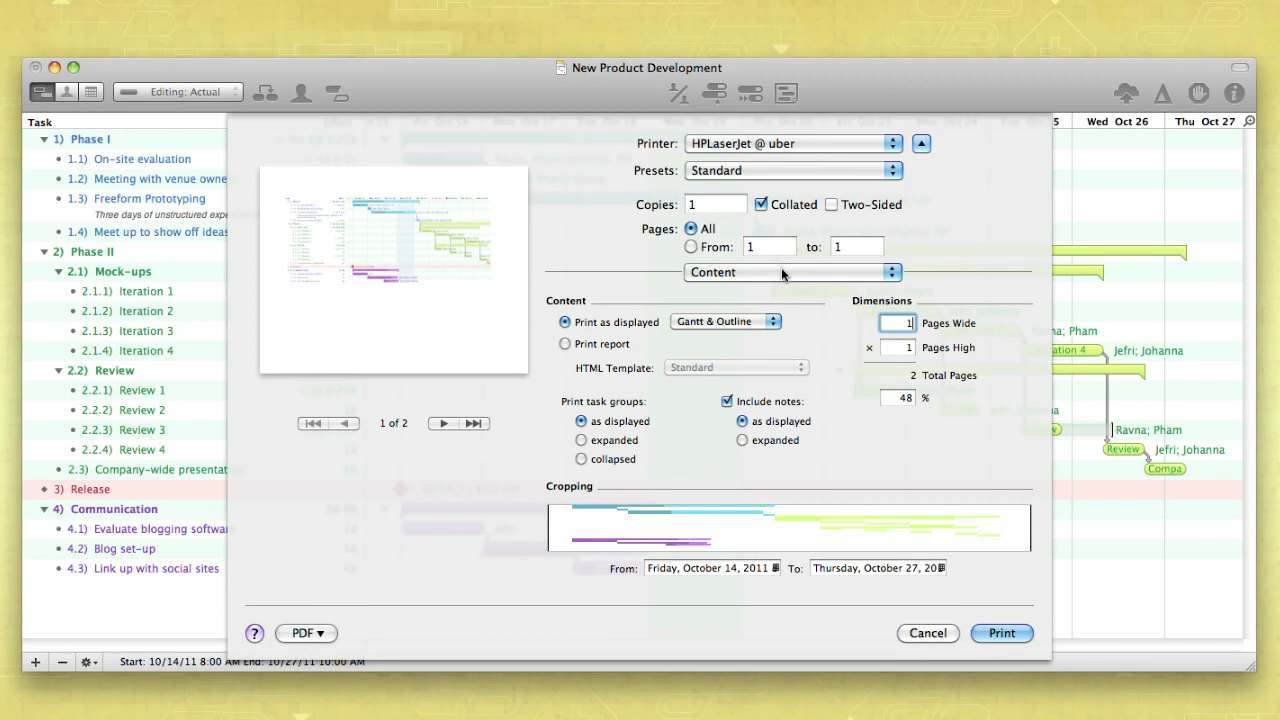 New Product Development
Editing: Actual
Task
Wed Oct 26
Thu Oct 27
1) Phase I
1.1) On-site evaluation
1.2) Meeting with venue owne
1.3) Freeform Prototyping
Three days of unstructured expe
1.4) Meet up to show off ideas
2) Phase II
2.1) Mock-ups
2.1.1) Iteration 1
2.1.2) Iteration 2
2.1.3) Iteration 3
2.1.4) Iteration 4
2.2) Review
2.2.1) Review 1
2.2.2) Review 2
2.2.3) Review 3
2.2.4) Review 4
2.3) Company-wide presentat
3) Release
4) Communication
4.1) Evaluate blogging softwar
4.2) Blog set-up
4.3) Link up with social sites
Printer: HPLaserJet @ uber
Presets: Standard
Copies: 1 Collated Two-Sided
Pages: All
From: 1 to: 1
Content
Content
Print as displayed Gantt & Outline
Print report
HTML Template: Standard
Print task groups:
as displayed
expanded
collapsed
Include notes:
as displayed
expanded
Dimensions
1 Pages Wide
× 1 Pages High
2 Total Pages
48 %
1 of 2
Cropping
From: Friday, October 14, 2011 To: Thursday, October 27, 20
? PDF Cancel Print
Pham
Jefri; Johanna
Ravna; Pham
Review Jefri; Johanna
Compa
Start: 10/14/11 8:00 AM End: 10/27/11 10:00 AM